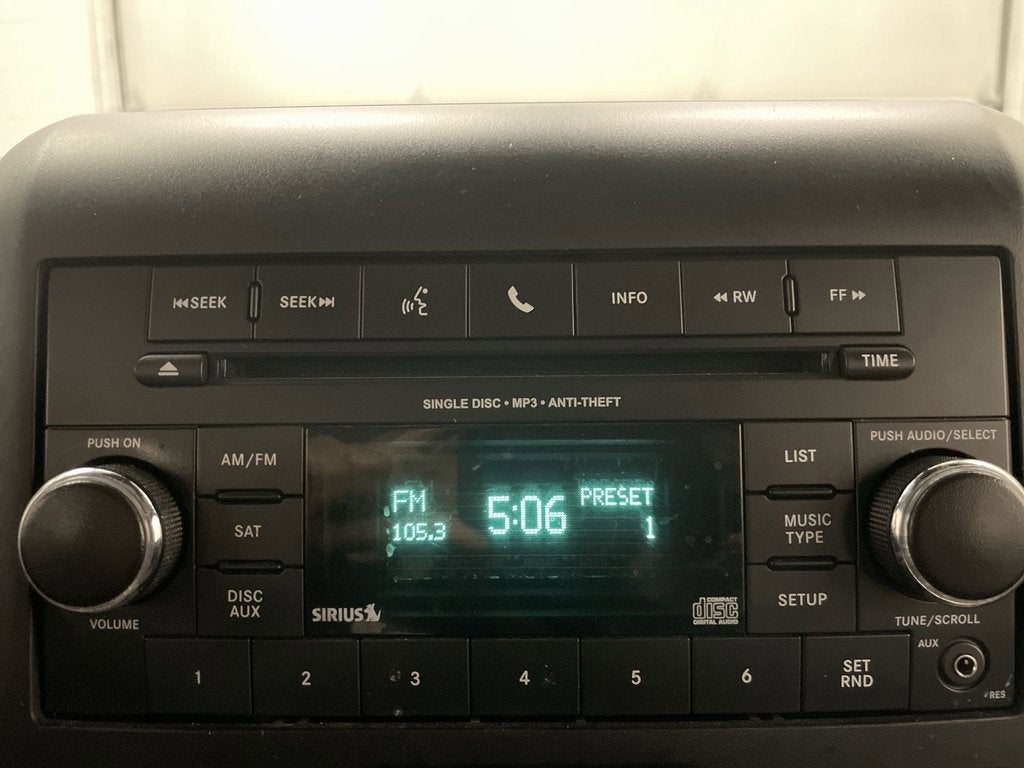 SEEK SEEK INFO RW FF
TIME
SINGLE DISC • MP3 • ANTI-THEFT
PUSH ON
VOLUME
AM/FM
SAT
DISC
AUX
FM
105.3
5:06
PRESET
1
SIRIUS
COMPACT
disc
DIGITAL AUDIO
LIST
MUSIC
TYPE
SETUP
PUSH AUDIO/SELECT
TUNE/SCROLL
1 2 3 4 5 6
SET
RND
AUX
RES